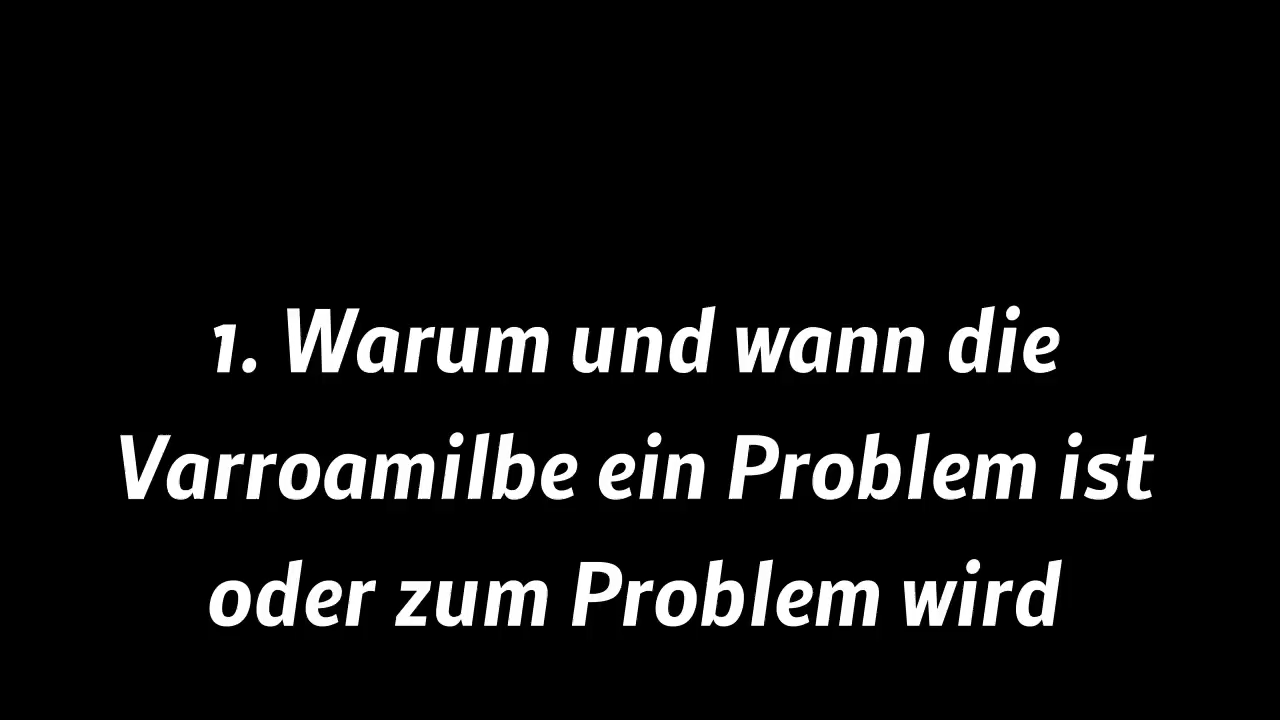 1. Warum und wann die
Varroamilbe ein Problem ist
oder zum Problem wird